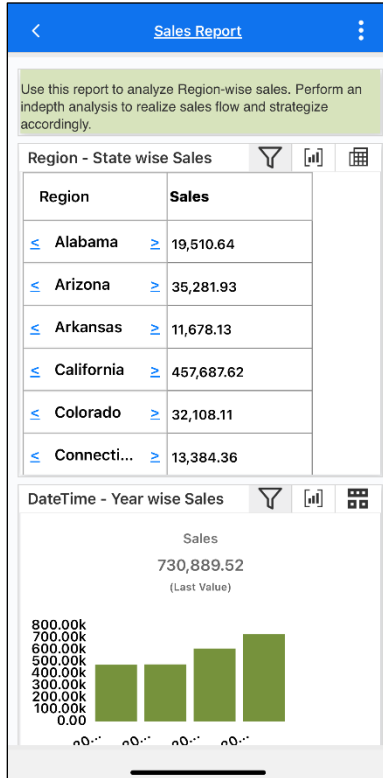 Sales Report
Use this report to analyze Region-wise sales. Perform an
indepth analysis to realize sales flow and strategize
accordingly.
Region - State wise Sales
Region Sales
≤ Alabama ≥ 19,510.64
≤ Arizona ≥ 35,281.93
≤ Arkansas ≥ 11,678.13
≤ California ≥ 457,687.62
≤ Colorado ≥ 32,108.11
≤ Connecti... ≥ 13,384.36
DateTime - Year wise Sales
Sales
730,889.52
(Last Value)
800.00k
700.00k
600.00k
500.00k
400.00k
300.00k
200.00k
100.00k
0.00